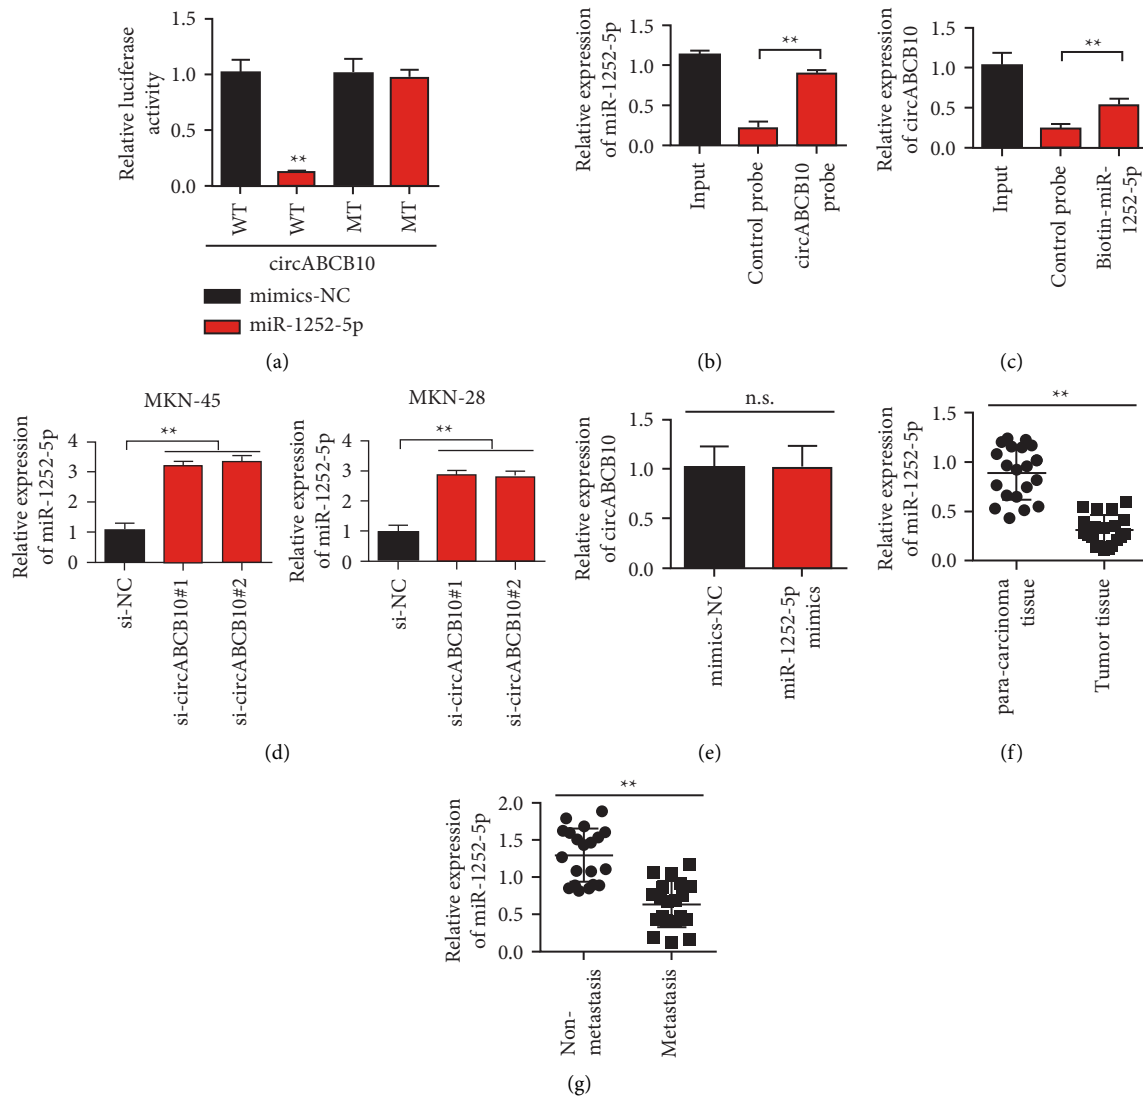 Relative luciferase
activity
1.5
1.0
0.5
0.0
**
WT
WT
MT
MT
circABCB10
mimics-NC
miR-1252-5p
(a)
Relative expression
of miR-1252-5p
1.5
1.0
0.5
0.0
**
Input
Control probe
circABCB10
probe
(b)
Relative expression
of circABCB10
1.5
1.0
0.5
0.0
**
Input
Control probe
Biotin-miR-
1252-5p
(c)
MKN-45
Relative expression
of miR-1252-5p
4
3
2
1
0
**
si-NC
si-circABCB10#1
si-circABCB10#2
MKN-28
Relative expression
of miR-1252-5p
4
3
2
1
0
**
si-NC
si-circABCB10#1
si-circABCB10#2
(d)
Relative expression
of circABCB10
1.5
1.0
0.5
0.0
n.s.
mimics-NC
miR-1252-5p
mimics
(e)
Relative expression
of miR-1252-5p
1.5
1.0
0.5
0.0
**
para-carcinoma
tissue
Tumor tissue
(f)
Relative expression
of miR-1252-5p
2.0
1.5
1.0
0.5
0.0
**
Non-
metastasis
Metastasis
(g)